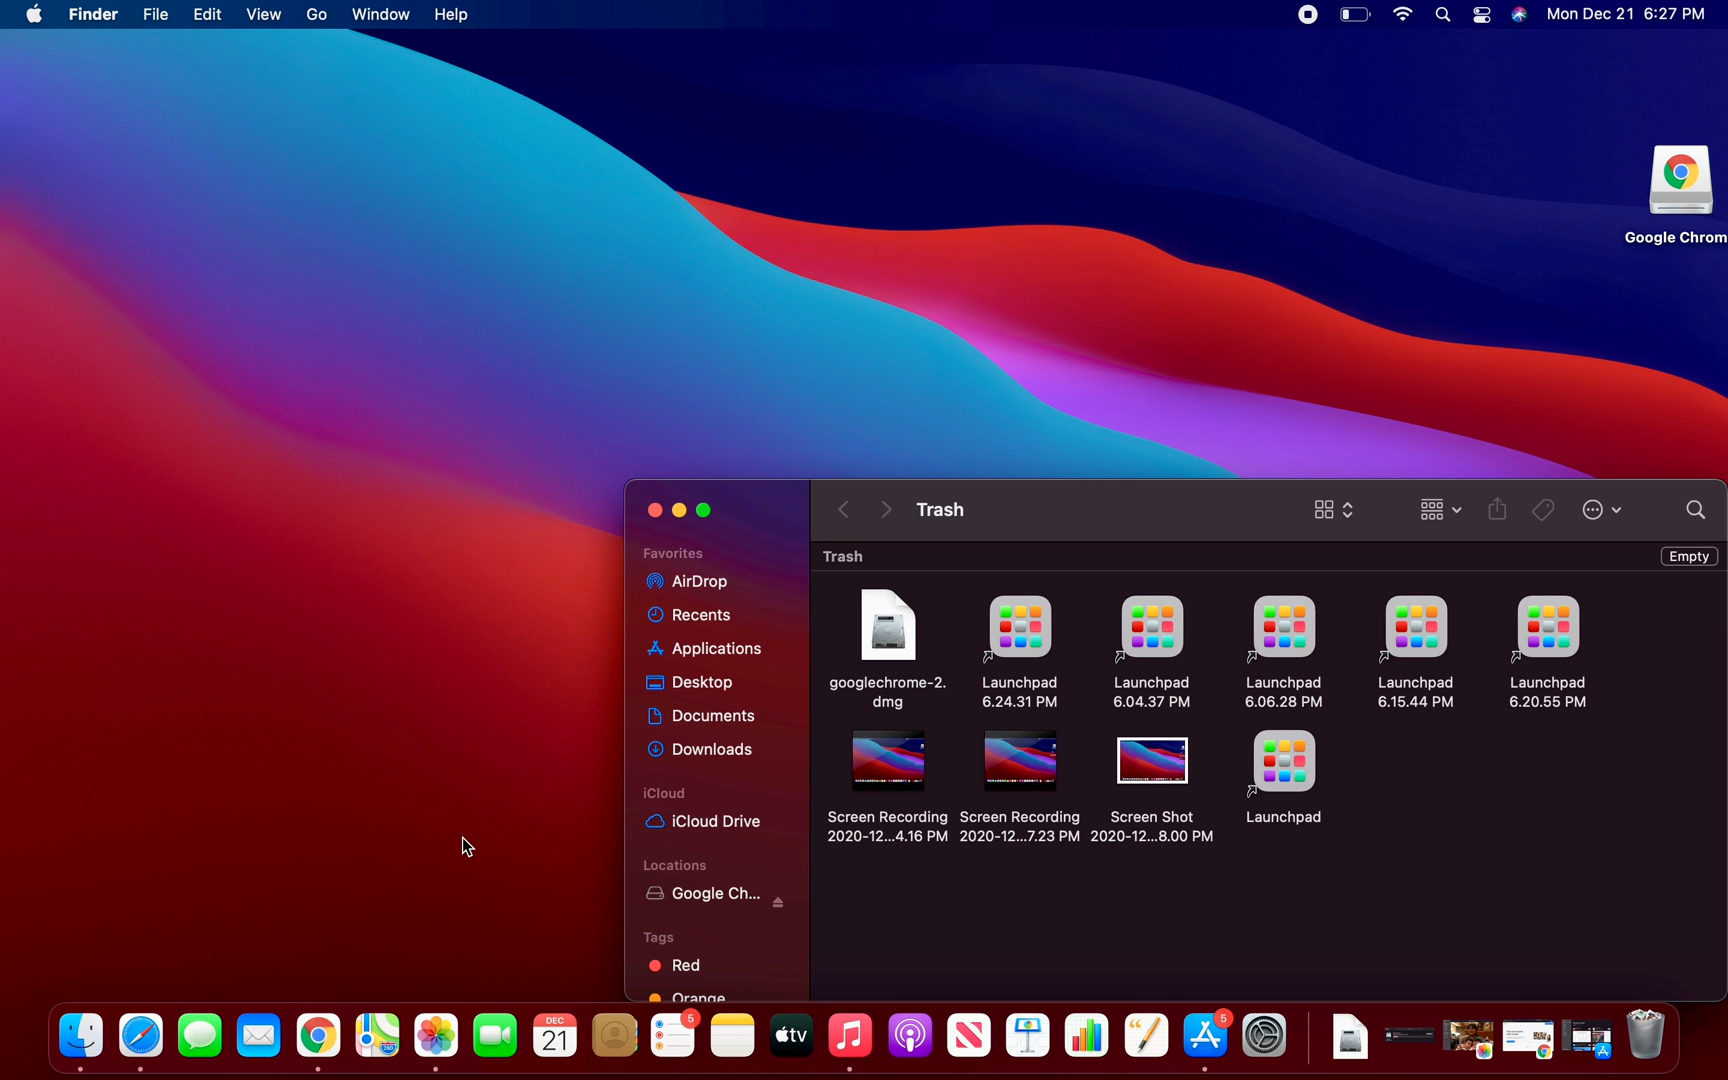 Finder File Edit View Go Window Help Mon Dec 21 6:27 PM
Google Chrom
Trash
Favorites
AirDrop
Recents
Applications
Desktop
Documents
Downloads
iCloud
iCloud Drive
Locations
Google Ch...
Tags
Red
Orange
Trash Empty
googlechrome-2.
dmg
Launchpad
6.24.31 PM
Launchpad
6.04.37 PM
Launchpad
6.06.28 PM
Launchpad
6.15.44 PM
Launchpad
6.20.55 PM
Screen Recording
2020-12...4.16 PM
Screen Recording
2020-12...7.23 PM
Screen Shot
2020-12...8.00 PM
Launchpad
DEC
21
5
tv
5